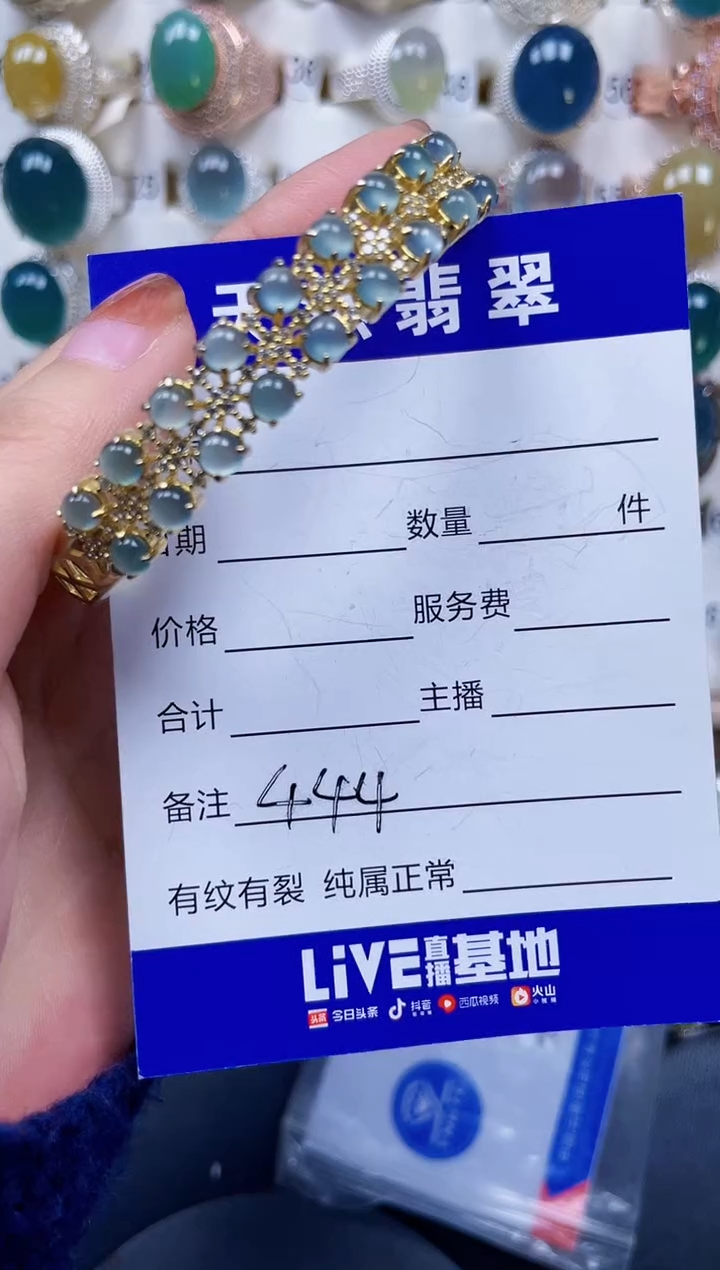 翡翠
期 数量 件
价格 服务费
合计 主播
备注 444
有纹有裂 纯属正常
LiVE直播基地
头条 今日头条 抖音 西瓜视频 火山